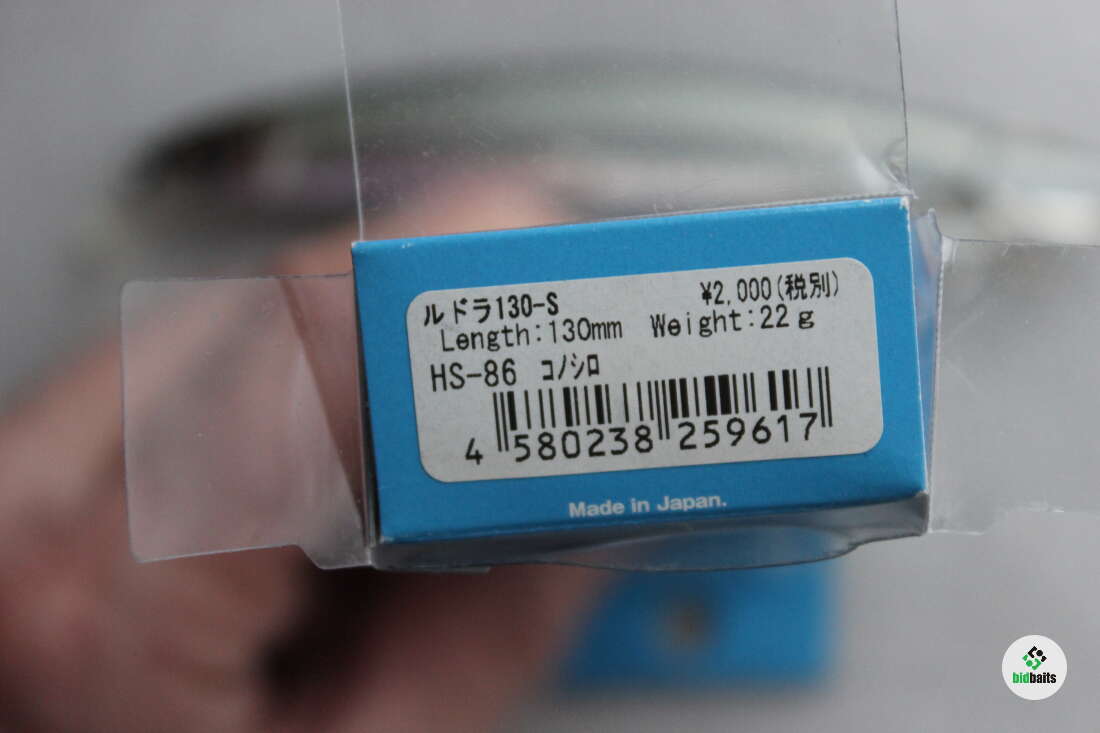 ルドラ130-S ¥2,000(税別)
Length:130mm Weight:22g
HS-86 コノシロ
4 580238 259617
Made in Japan.
bidbaits